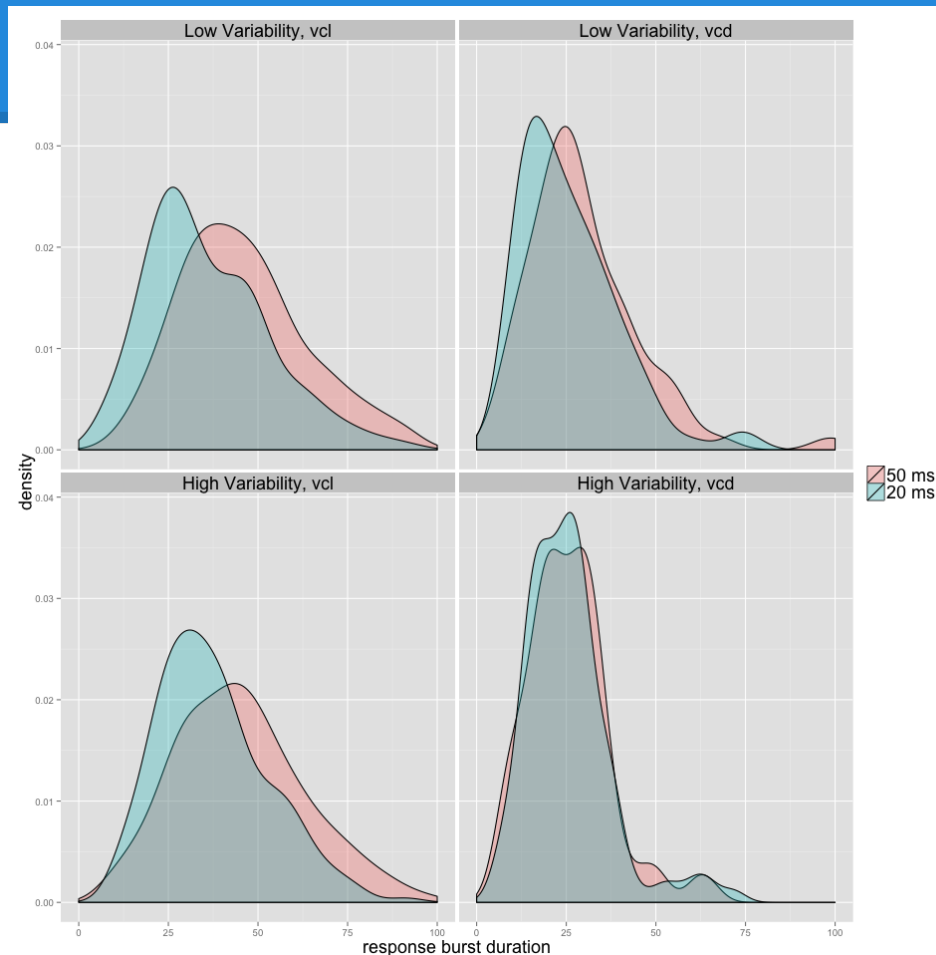 Low Variability, vcl
Low Variability, vcd
0.04
0.03
0.02
0.01
0.00
density
High Variability, vcl
High Variability, vcd
50 ms
20 ms
0.04
0.03
0.02
0.01
0.00
0 25 50 75 100
0 25 50 75 100
response burst duration